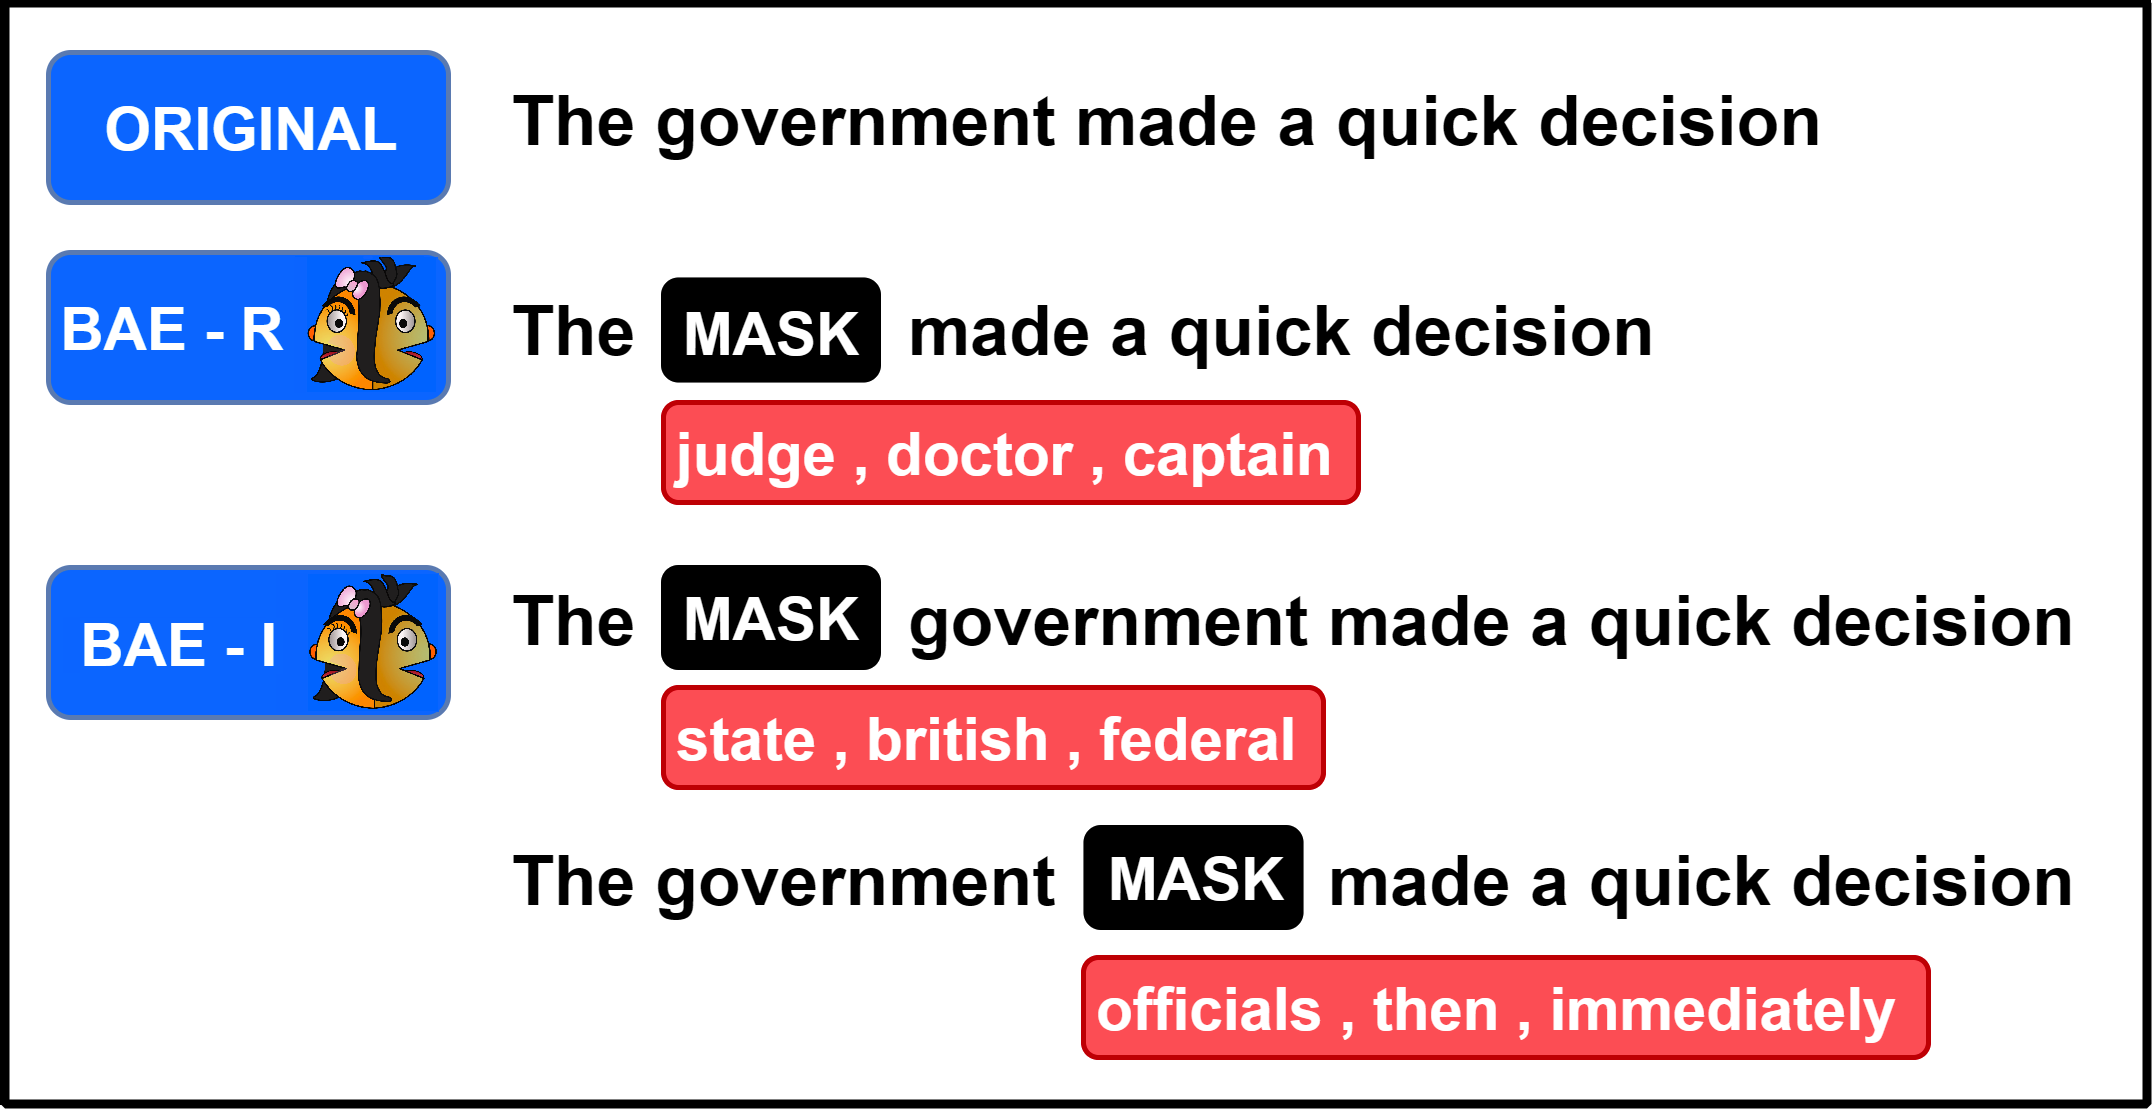 ORIGINAL The government made a quick decision
BAE - R The MASK made a quick decision
judge , doctor , captain
BAE - I The MASK government made a quick decision
state , british , federal
The government MASK made a quick decision
officials , then , immediately